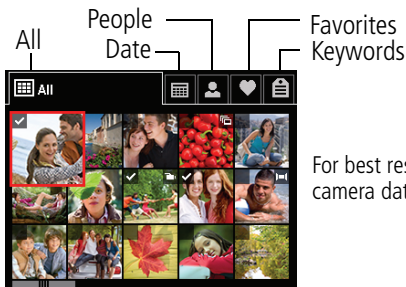 People
Favorites
All
Date
Keywords
All
For best res
camera dat